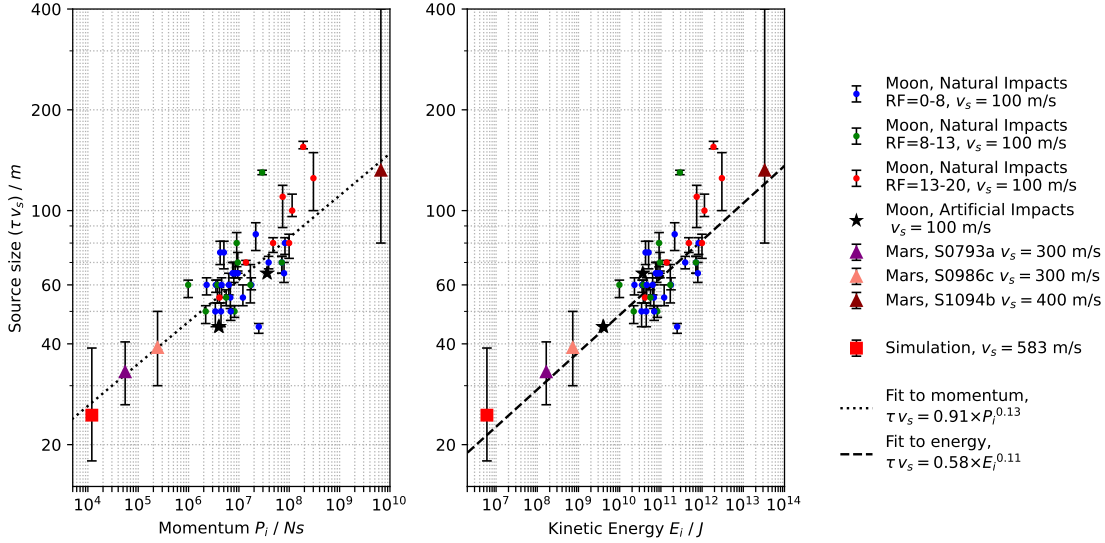 400
200
100
60
40
20
Source size (τ v_s) / m
10^4
10^5
10^6
10^7
10^8
10^9
10^10
Momentum P_i / Ns
400
200
100
60
40
20
10^7
10^8
10^9
10^10
10^11
10^12
10^13
10^14
Kinetic Energy E_i / J
Moon, Natural Impacts
RF=0-8, v_s = 100 m/s
Moon, Natural Impacts
RF=8-13, v_s = 100 m/s
Moon, Natural Impacts
RF=13-20, v_s = 100 m/s
Moon, Artificial Impacts
v_s = 100 m/s
Mars, S0793a v_s = 300 m/s
Mars, S0986c v_s = 300 m/s
Mars, S1094b v_s = 400 m/s
Simulation, v_s = 583 m/s
Fit to momentum,
τ v_s = 0.91×P_i^0.13
Fit to energy,
τ v_s = 0.58×E_i^0.11